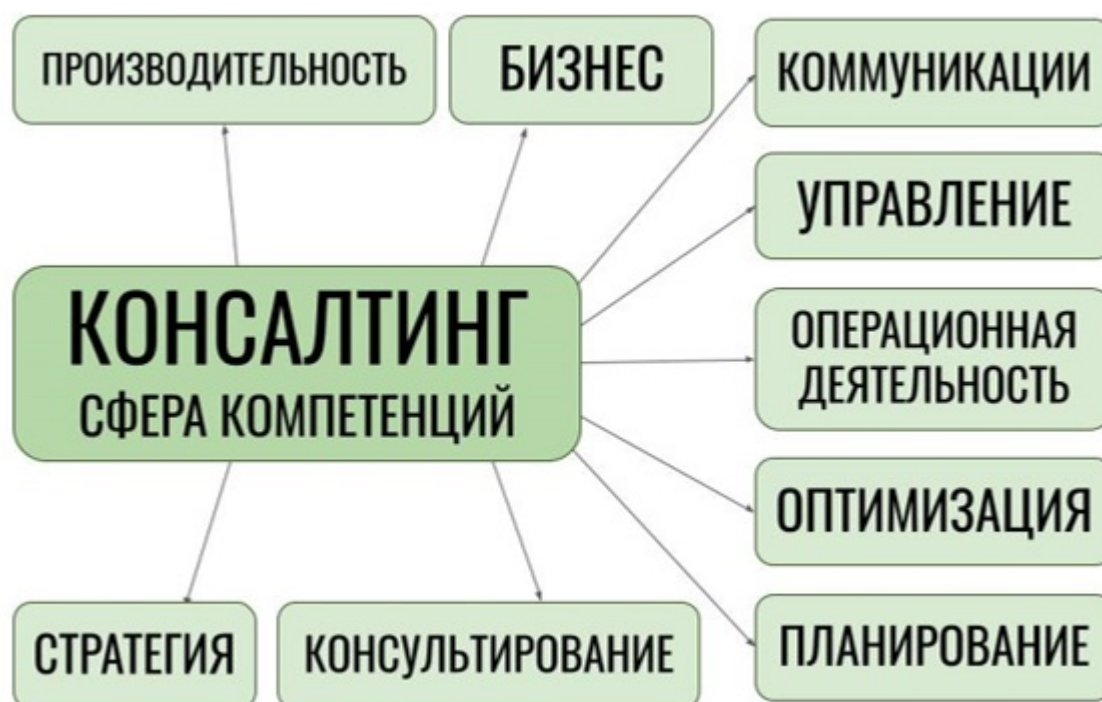 ПРОИЗВОДИТЕЛЬНОСТЬ
БИЗНЕС
КОММУНИКАЦИИ
УПРАВЛЕНИЕ
КОНСАЛТИНГ
СФЕРА КОМПЕТЕНЦИЙ
ОПЕРАЦИОННАЯ
ДЕЯТЕЛЬНОСТЬ
ОПТИМИЗАЦИЯ
СТРАТЕГИЯ
КОНСУЛЬТИРОВАНИЕ
ПЛАНИРОВАНИЕ